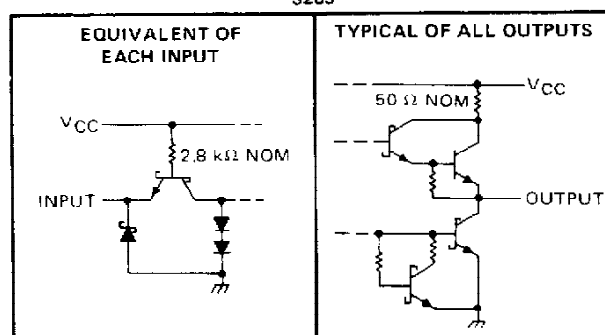 EQUIVALENT OF
EACH INPUT
VCC
2.8 kΩ NOM
INPUT
TYPICAL OF ALL OUTPUTS
VCC
50 Ω NOM
OUTPUT